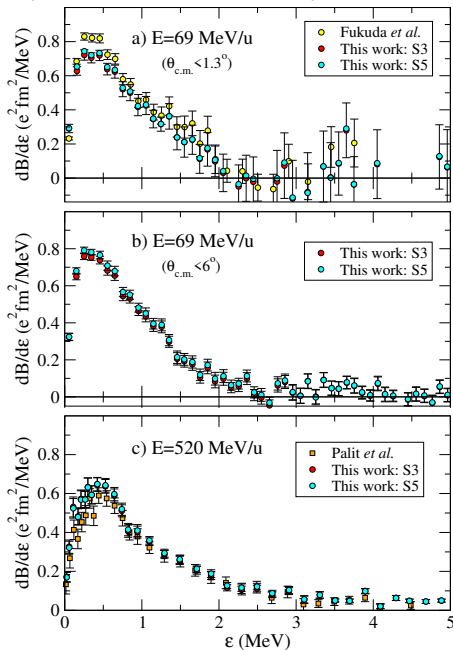 0.8
0.6
0.4
0.2
0
dB/dε (e²fm²/MeV)
a) E=69 MeV/u
(θc.m.<1.3°)
Fukuda et al.
This work: S3
This work: S5
0.8
0.6
0.4
0.2
0
dB/dε (e²fm²/MeV)
b) E=69 MeV/u
(θc.m.<6°)
This work: S3
This work: S5
0.8
0.6
0.4
0.2
0
dB/dε (e²fm²/MeV)
c) E=520 MeV/u
Palit et al.
This work: S3
This work: S5
0 1 2 3 4 5
ε (MeV)